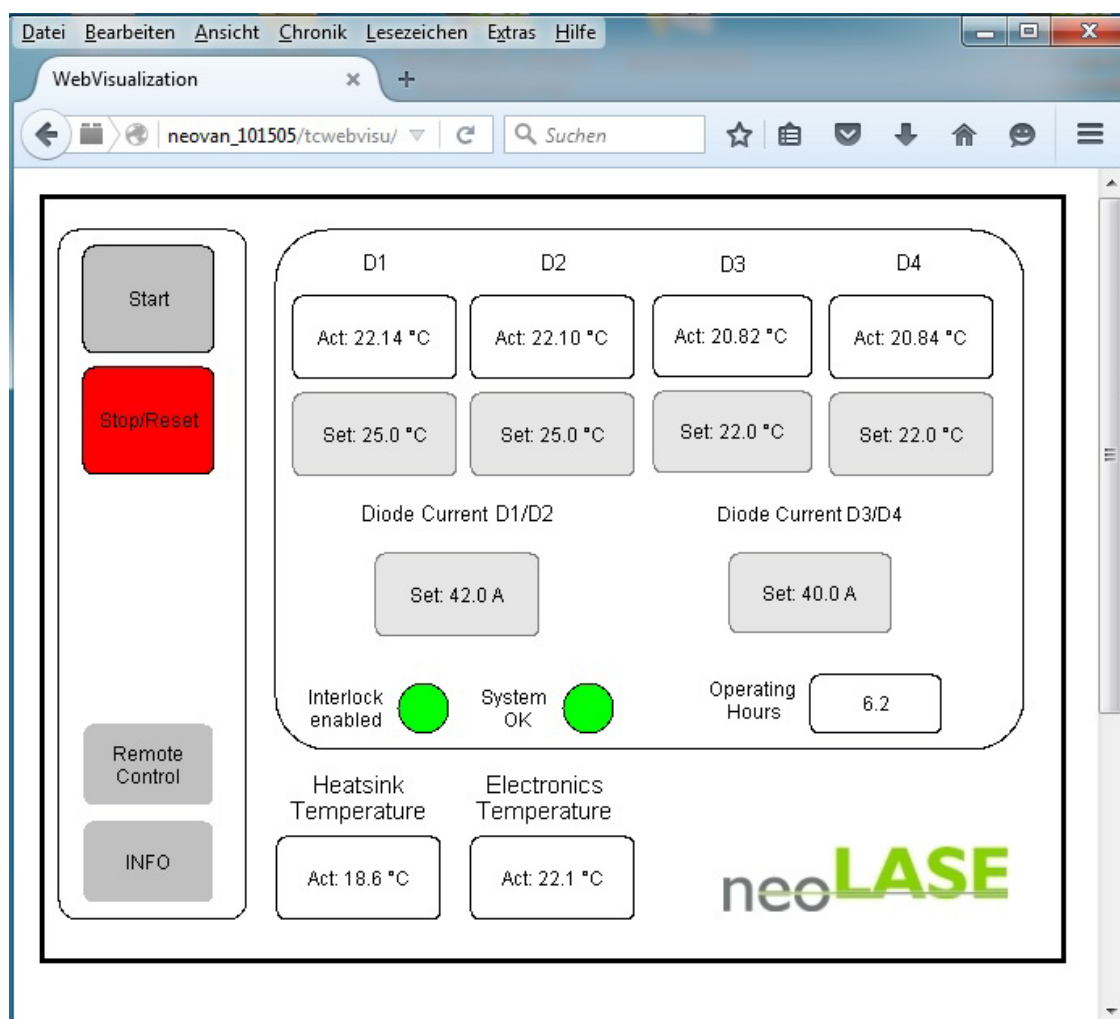 Datei Bearbeiten Ansicht Chronik Lesezeichen Extras Hilfe
WebVisualization
neovan_101505/tcwebvisu/
Suchen
Start
Stop/Reset
Remote
Control
INFO
D1 D2 D3 D4
Act: 22.14 °C Act: 22.10 °C Act: 20.82 °C Act: 20.84 °C
Set: 25.0 °C Set: 25.0 °C Set: 22.0 °C Set: 22.0 °C
Diode Current D1/D2 Diode Current D3/D4
Set: 42.0 A Set: 40.0 A
Interlock
enabled
System
OK
Operating
Hours
6.2
Heatsink
Temperature
Act: 18.6 °C
Electronics
Temperature
Act: 22.1 °C
neoLASE